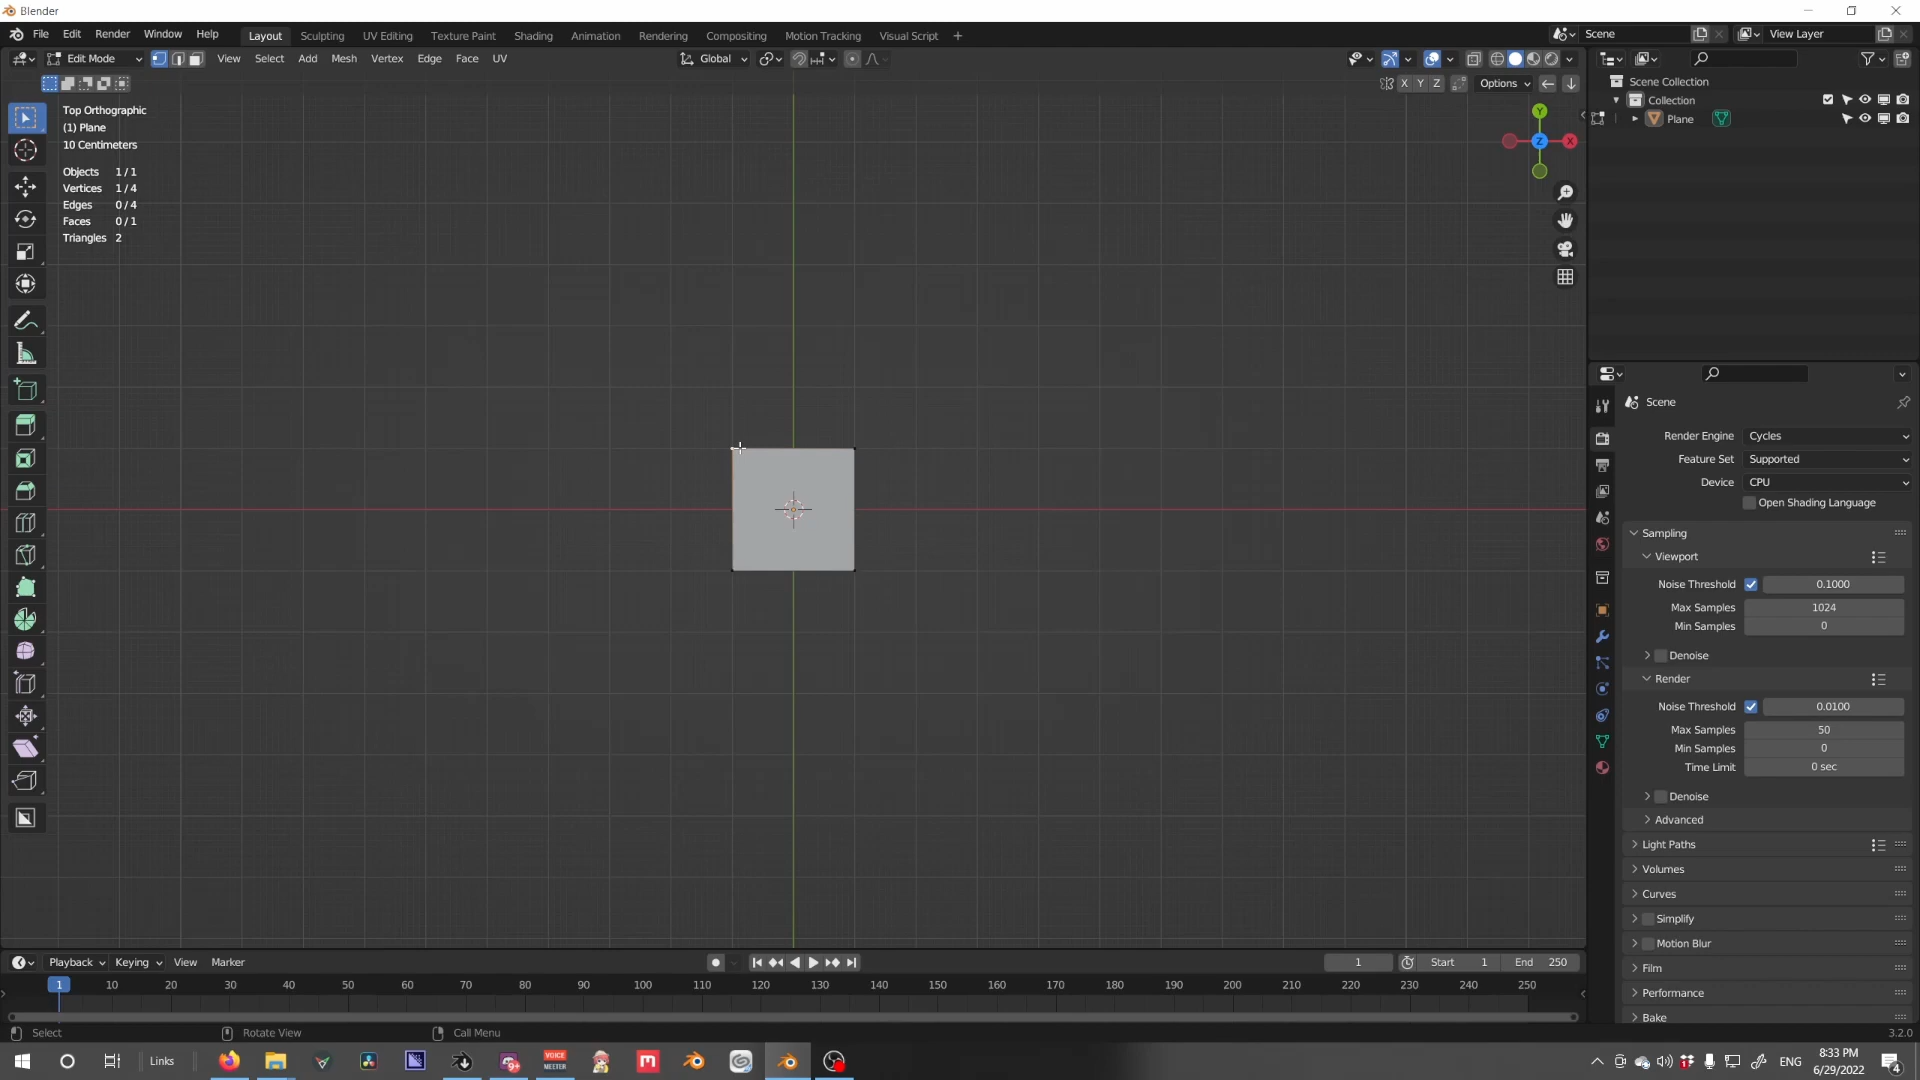 Blender
File Edit Render Window Help Layout Sculpting UV Editing Texture Paint Shading Animation Rendering Compositing Motion Tracking Visual Script + Scene View Layer
Edit Mode View Select Add Mesh Vertex Edge Face UV Global
X Y Z Options
Top Orthographic
(1) Plane
10 Centimeters
Objects 1/1
Vertices 1/4
Edges 0/4
Faces 0/1
Triangles 2
Y
Z
X
Scene Collection
Collection
Plane
Scene
Render Engine Cycles
Feature Set Supported
Device CPU
Open Shading Language
Sampling
Viewport
Noise Threshold 0.1000
Max Samples 1024
Min Samples 0
Denoise
Render
Noise Threshold 0.0100
Max Samples 50
Min Samples 0
Time Limit 0 sec
Denoise
Advanced
Light Paths
Volumes
Curves
Simplify
Motion Blur
Film
Performance
Bake
Playback Keying View Marker 1 Start 1 End 250
1 10 20 30 40 50 60 70 80 90 100 110 120 130 140 150 160 170 180 190 200 210 220 230 240 250
Select Rotate View Call Menu 3.2.0
Links VOICE MEETER 9+ ENG 8:33 PM
6/29/2022 4